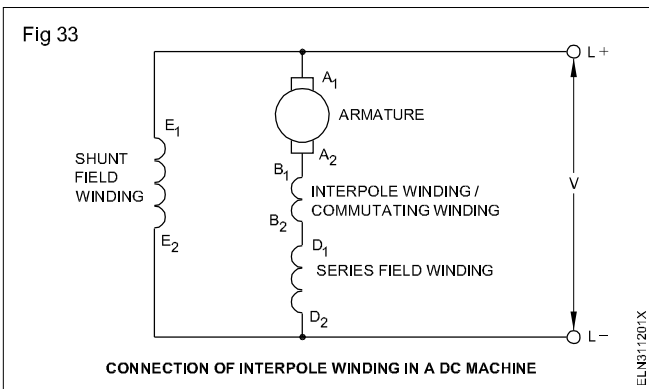 Fig 33
L+
A1
ARMATURE
E1
A2
SHUNT
FIELD
WINDING
B1
INTERPOLE WINDING /
COMMUTATING WINDING
V
B2
E2
D1
SERIES FIELD WINDING
D2
L–
CONNECTION OF INTERPOLE WINDING IN A DC MACHINE
ELN311201X